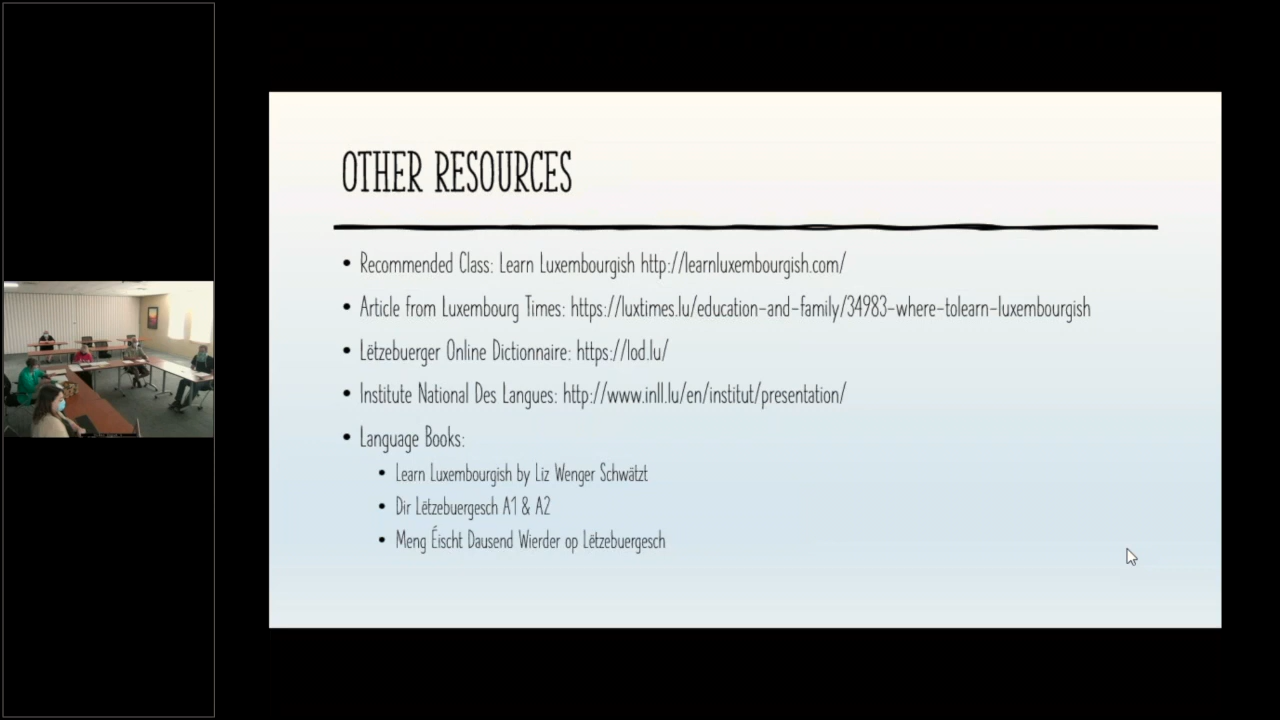 OTHER RESOURCES
• Recommended Class: Learn Luxembourgish http://learnluxembourgish.com/
• Article from Luxembourg Times: https://luxtimes.lu/education-and-family/34983-where-tolearn-luxembourgish
• Lëtzebuerger Online Dictionnaire: https://lod.lu/
• Institute National Des Langues: http://www.inll.lu/en/institut/presentation/
• Language Books:
• Learn Luxembourgish by Liz Wenger Schwätzt
• Dir Lëtzebuergesch A1 & A2
• Meng Éischt Dausend Wierder op Lëtzebuergesch